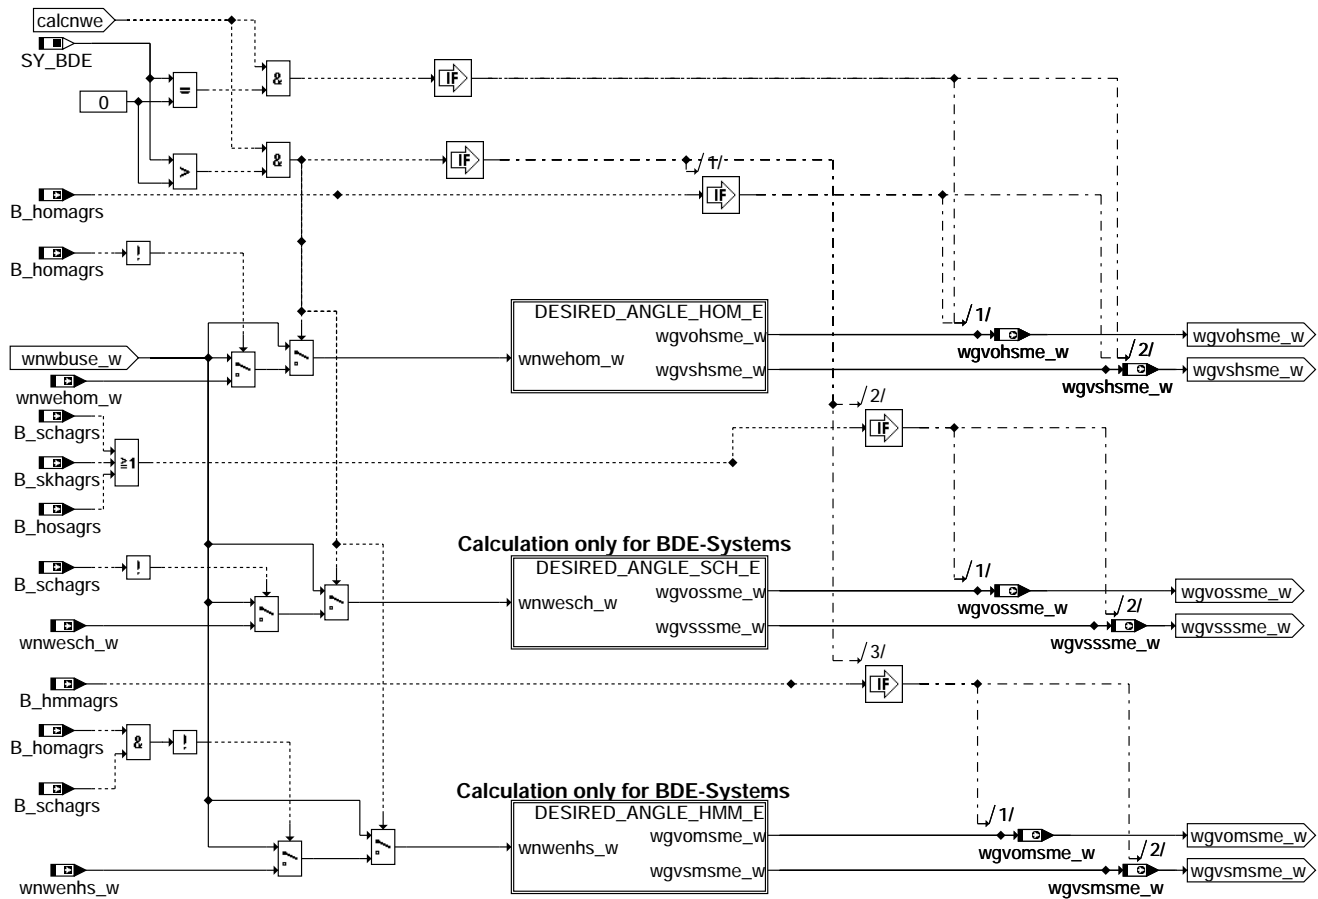 calcnwe
SY_BDE
&
IF
=
0
&
IF
/1/
>
IF
B_homagrs
!
B_homagrs
DESIRED_ANGLE_HOM_E
/1/
wgvohsme_w
wgvohsme_w
wgvohsme_w
wnwbuse_w
wnwehom_w
/2/
wgvshsme_w
wgvshsme_w
wgvshsme_w
wnwehom_w
B_schagrs
/2/
IF
B_skhagrs
≧1
B_hosagrs
Calculation only for BDE-Systems
B_schagrs
!
DESIRED_ANGLE_SCH_E
/1/
wgvossme_w
wgvossme_w
wgvossme_w
wnwesch_w
/2/
wgvsssme_w
wgvsssme_w
wgvsssme_w
wnwesch_w
/3/
IF
B_hmmagrs
B_homagrs
&
!
B_schagrs
Calculation only for BDE-Systems
DESIRED_ANGLE_HMM_E
/1/
wgvomsme_w
wgvomsme_w
wgvomsme_w
wnwenhs_w
/2/
wgvsmsme_w
wgvsmsme_w
wgvsmsme_w
wnwenhs_w